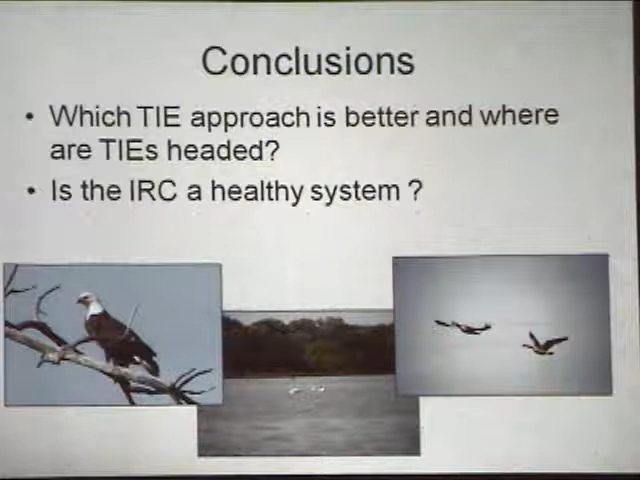 Conclusions
• Which TIE approach is better and where
are TIEs headed?
• Is the IRC a healthy system ?